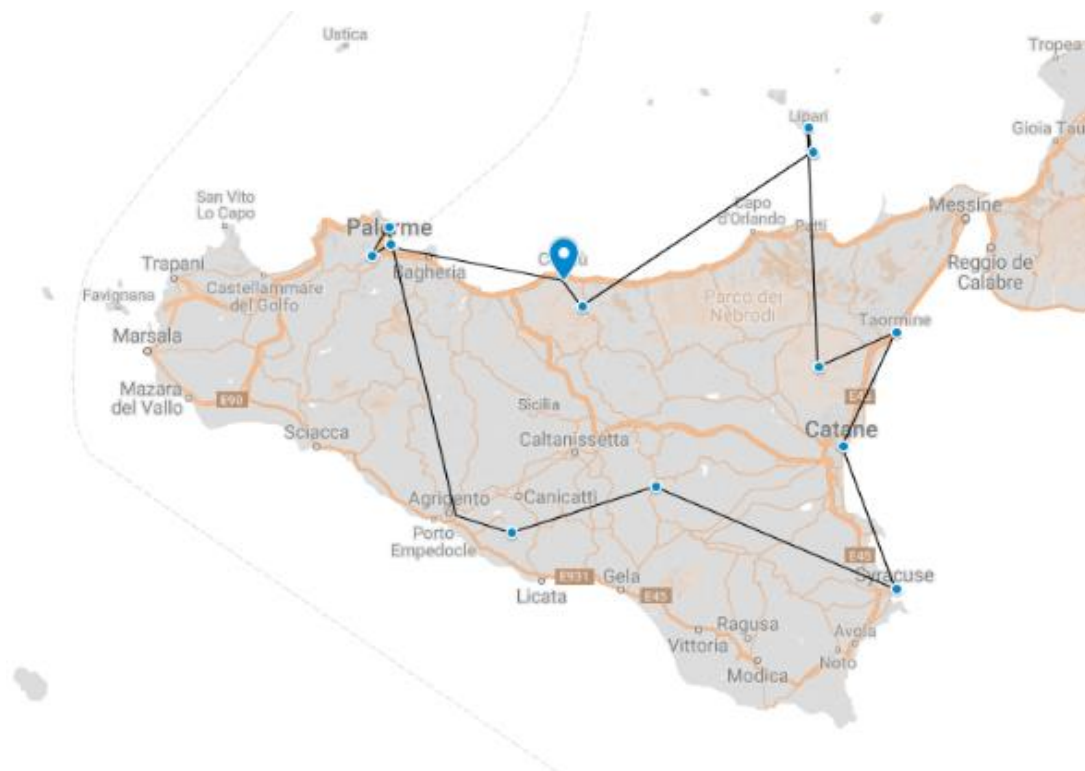 Ustica
Tropea
Lipari
Gioia Tau
San Vito
Lo Capo
Capo
d'Orlando
Messine
Palerme
Patti
Trapani
Bagheria
Reggio de
Calabre
Castellammare
del Golfo
Favignana
Parco dei
Nebrodi
Taormine
Marsala
Mazara
del Vallo
E90
E45
Sicilia
Sciacca
Caltanissetta
Catane
Agrigento
Canicatti
Porto
Empedocle
E45
E931
Gela
Syracuse
Licata
E45
Ragusa
Avola
Vittoria
Noto
Modica